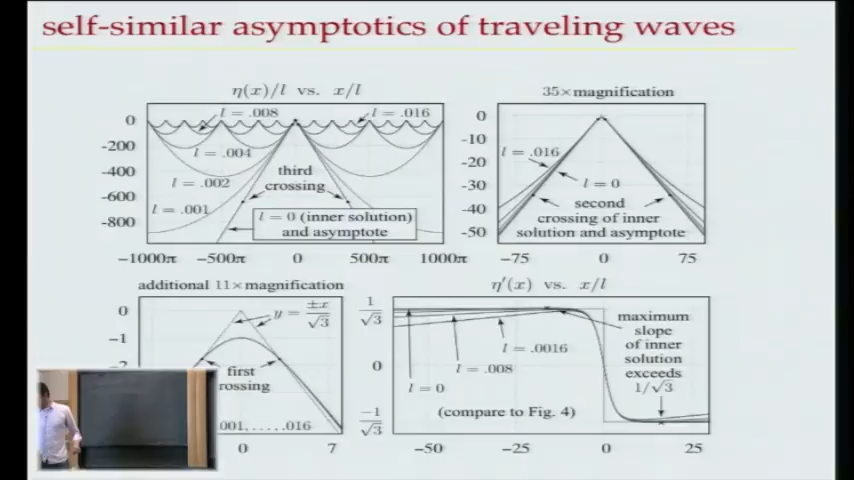 self-similar asymptotics of traveling waves
η(x)/l vs. x/l
l = .008
l = .016
l = .004
l = .002
l = .001
third
crossing
l = 0 (inner solution)
and asymptote
0
-200
-400
-600
-800
−1000π −500π 0 500π 1000π
35×magnification
0
-10
-20
-30
-40
-50
l = .016
l = 0
second
crossing of inner
solution and asymptote
−75 0 75
additional 11×magnification
0
−1
y = ±x/√3
first
rossing
001, . . . . , .016
0 7
η′(x) vs. x/l
1/√3
0
−1/√3
maximum
slope
of inner
solution
exceeds
1/√3
l = .0016
l = .008
l = 0
(compare to Fig. 4)
−50 −25 0 25